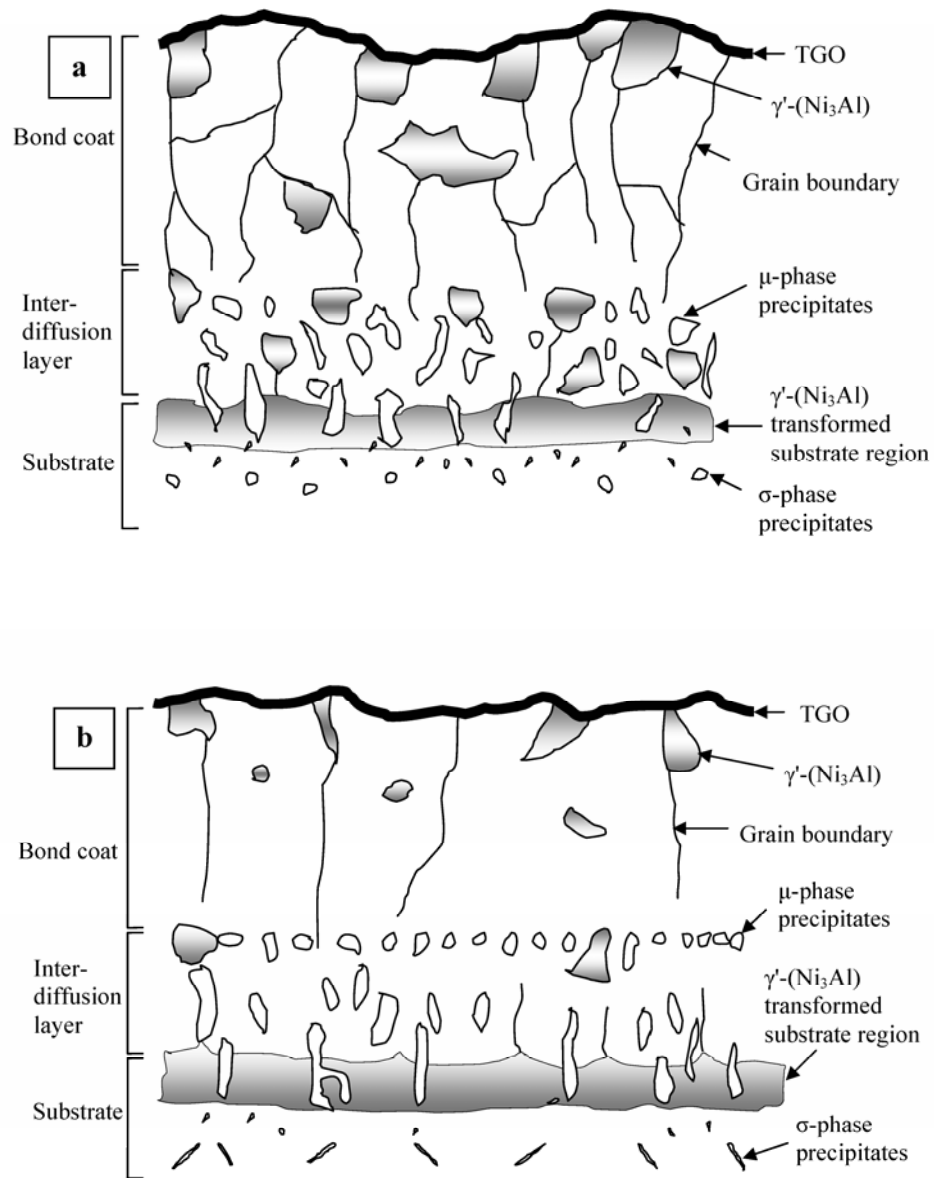 a
TGO
γ'-(Ni₃Al)
Bond coat
Grain boundary
Inter-
diffusion
layer
μ-phase
precipitates
γ'-(Ni₃Al)
transformed
substrate region
Substrate
σ-phase
precipitates
b
TGO
γ'-(Ni₃Al)
Bond coat
Grain boundary
μ-phase
precipitates
Inter-
diffusion
layer
γ'-(Ni₃Al)
transformed
substrate region
Substrate
σ-phase
precipitates